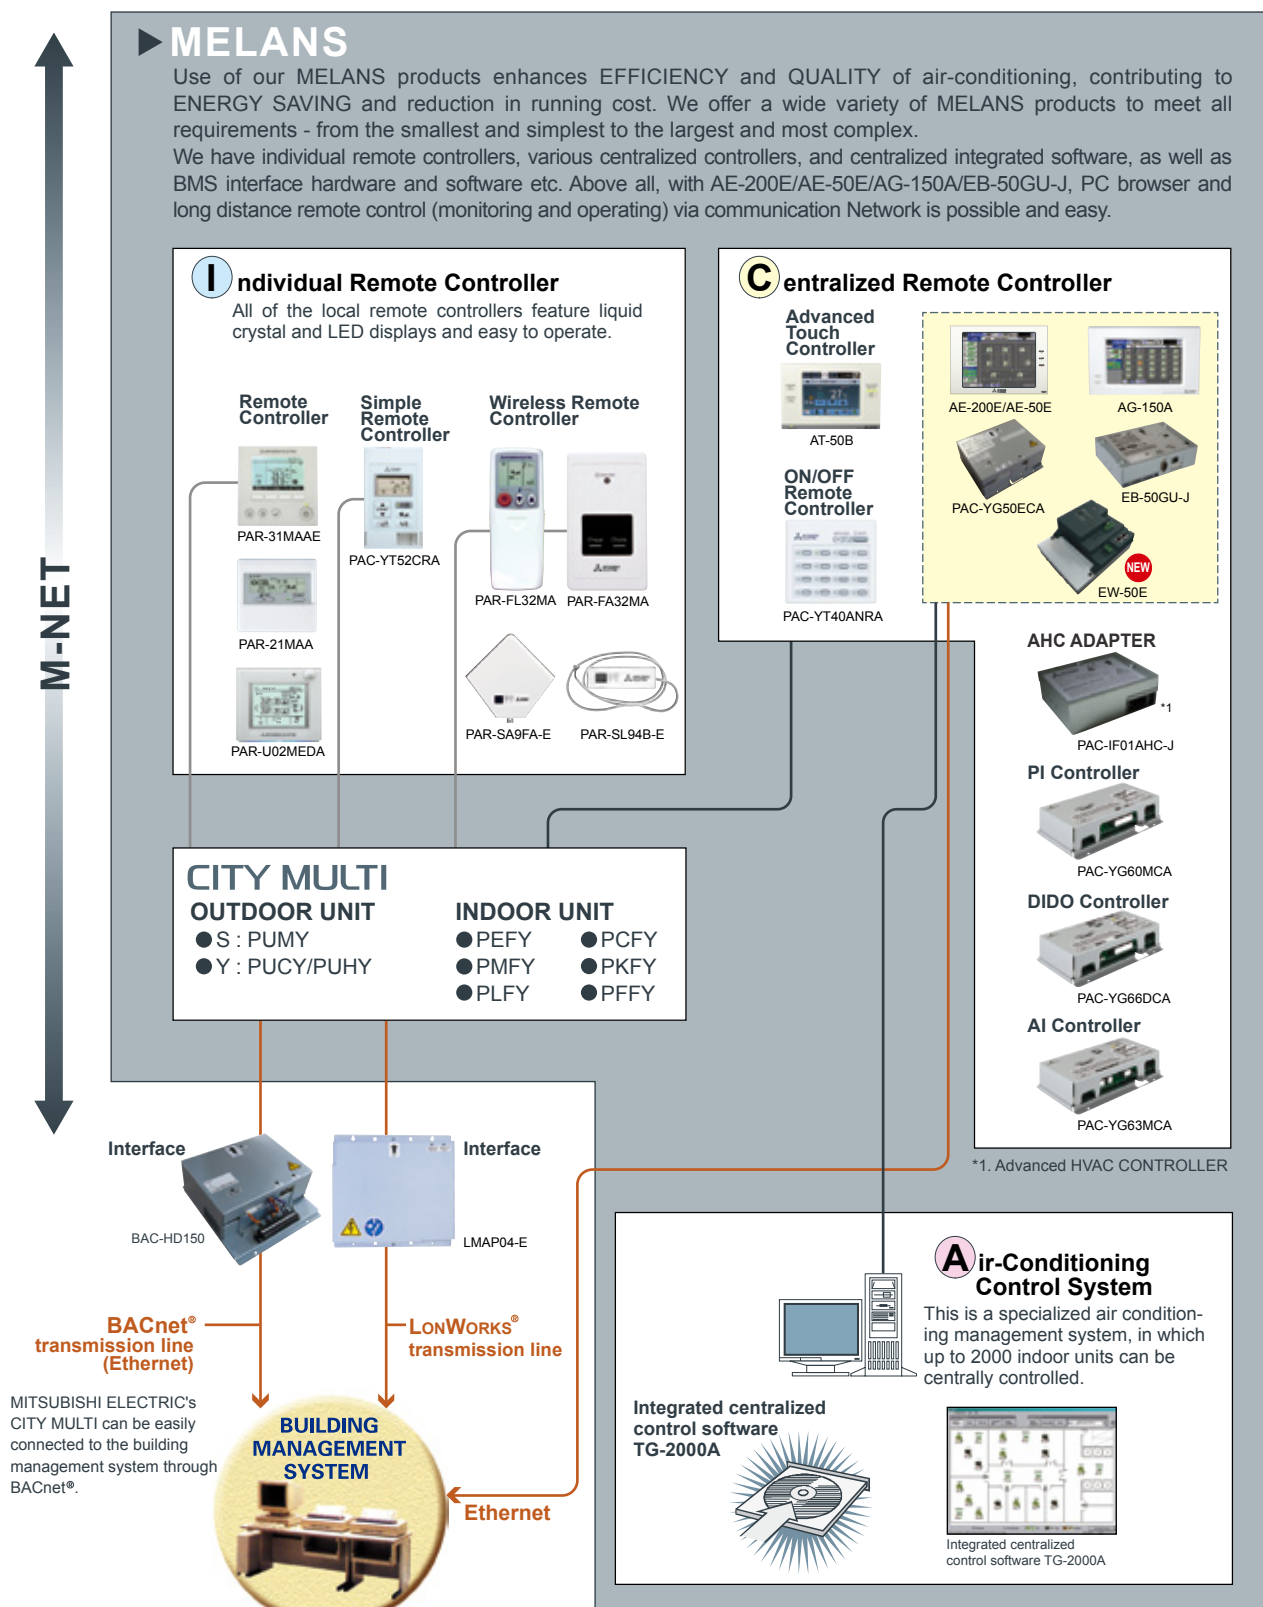 M-NET
MELANS
Use of our MELANS products enhances EFFICIENCY and QUALITY of air-conditioning, contributing to
ENERGY SAVING and reduction in running cost. We offer a wide variety of MELANS products to meet all
requirements - from the smallest and simplest to the largest and most complex.
We have individual remote controllers, various centralized controllers, and centralized integrated software, as well as
BMS interface hardware and software etc. Above all, with AE-200E/AE-50E/AG-150A/EB-50GU-J, PC browser and
long distance remote control (monitoring and operating) via communication Network is possible and easy.
Individual Remote Controller
All of the local remote controllers feature liquid
crystal and LED displays and easy to operate.
Remote
Controller
PAR-31MAAE
PAR-21MAA
PAR-U02MEDA
Simple
Remote
Controller
PAC-YT52CRA
Wireless Remote
Controller
PAR-FL32MA
PAR-FA32MA
PAR-SA9FA-E
PAR-SL94B-E
Centralized Remote Controller
Advanced
Touch
Controller
AT-50B
ON/OFF
Remote
Controller
PAC-YT40ANRA
AE-200E/AE-50E
AG-150A
PAC-YG50ECA
EB-50GU-J
NEW
EW-50E
AHC ADAPTER
*1
PAC-IF01AHC-J
PI Controller
PAC-YG60MCA
DIDO Controller
PAC-YG66DCA
AI Controller
PAC-YG63MCA
*1. Advanced HVAC CONTROLLER
CITY MULTI
OUTDOOR UNIT
●S : PUMY
●Y : PUCY/PUHY
INDOOR UNIT
●PEFY ●PCFY
●PMFY ●PKFY
●PLFY ●PFFY
Interface
BAC-HD150
Interface
LMAP04-E
BACnet®
transmission line
(Ethernet)
LONWORKS®
transmission line
MITSUBISHI ELECTRIC's
CITY MULTI can be easily
connected to the building
management system through
BACnet®.
BUILDING
MANAGEMENT
SYSTEM
Ethernet
Air-Conditioning
Control System
This is a specialized air condition-
ing management system, in which
up to 2000 indoor units can be
centrally controlled.
Integrated centralized
control software
TG-2000A
Integrated centralized
control software TG-2000A